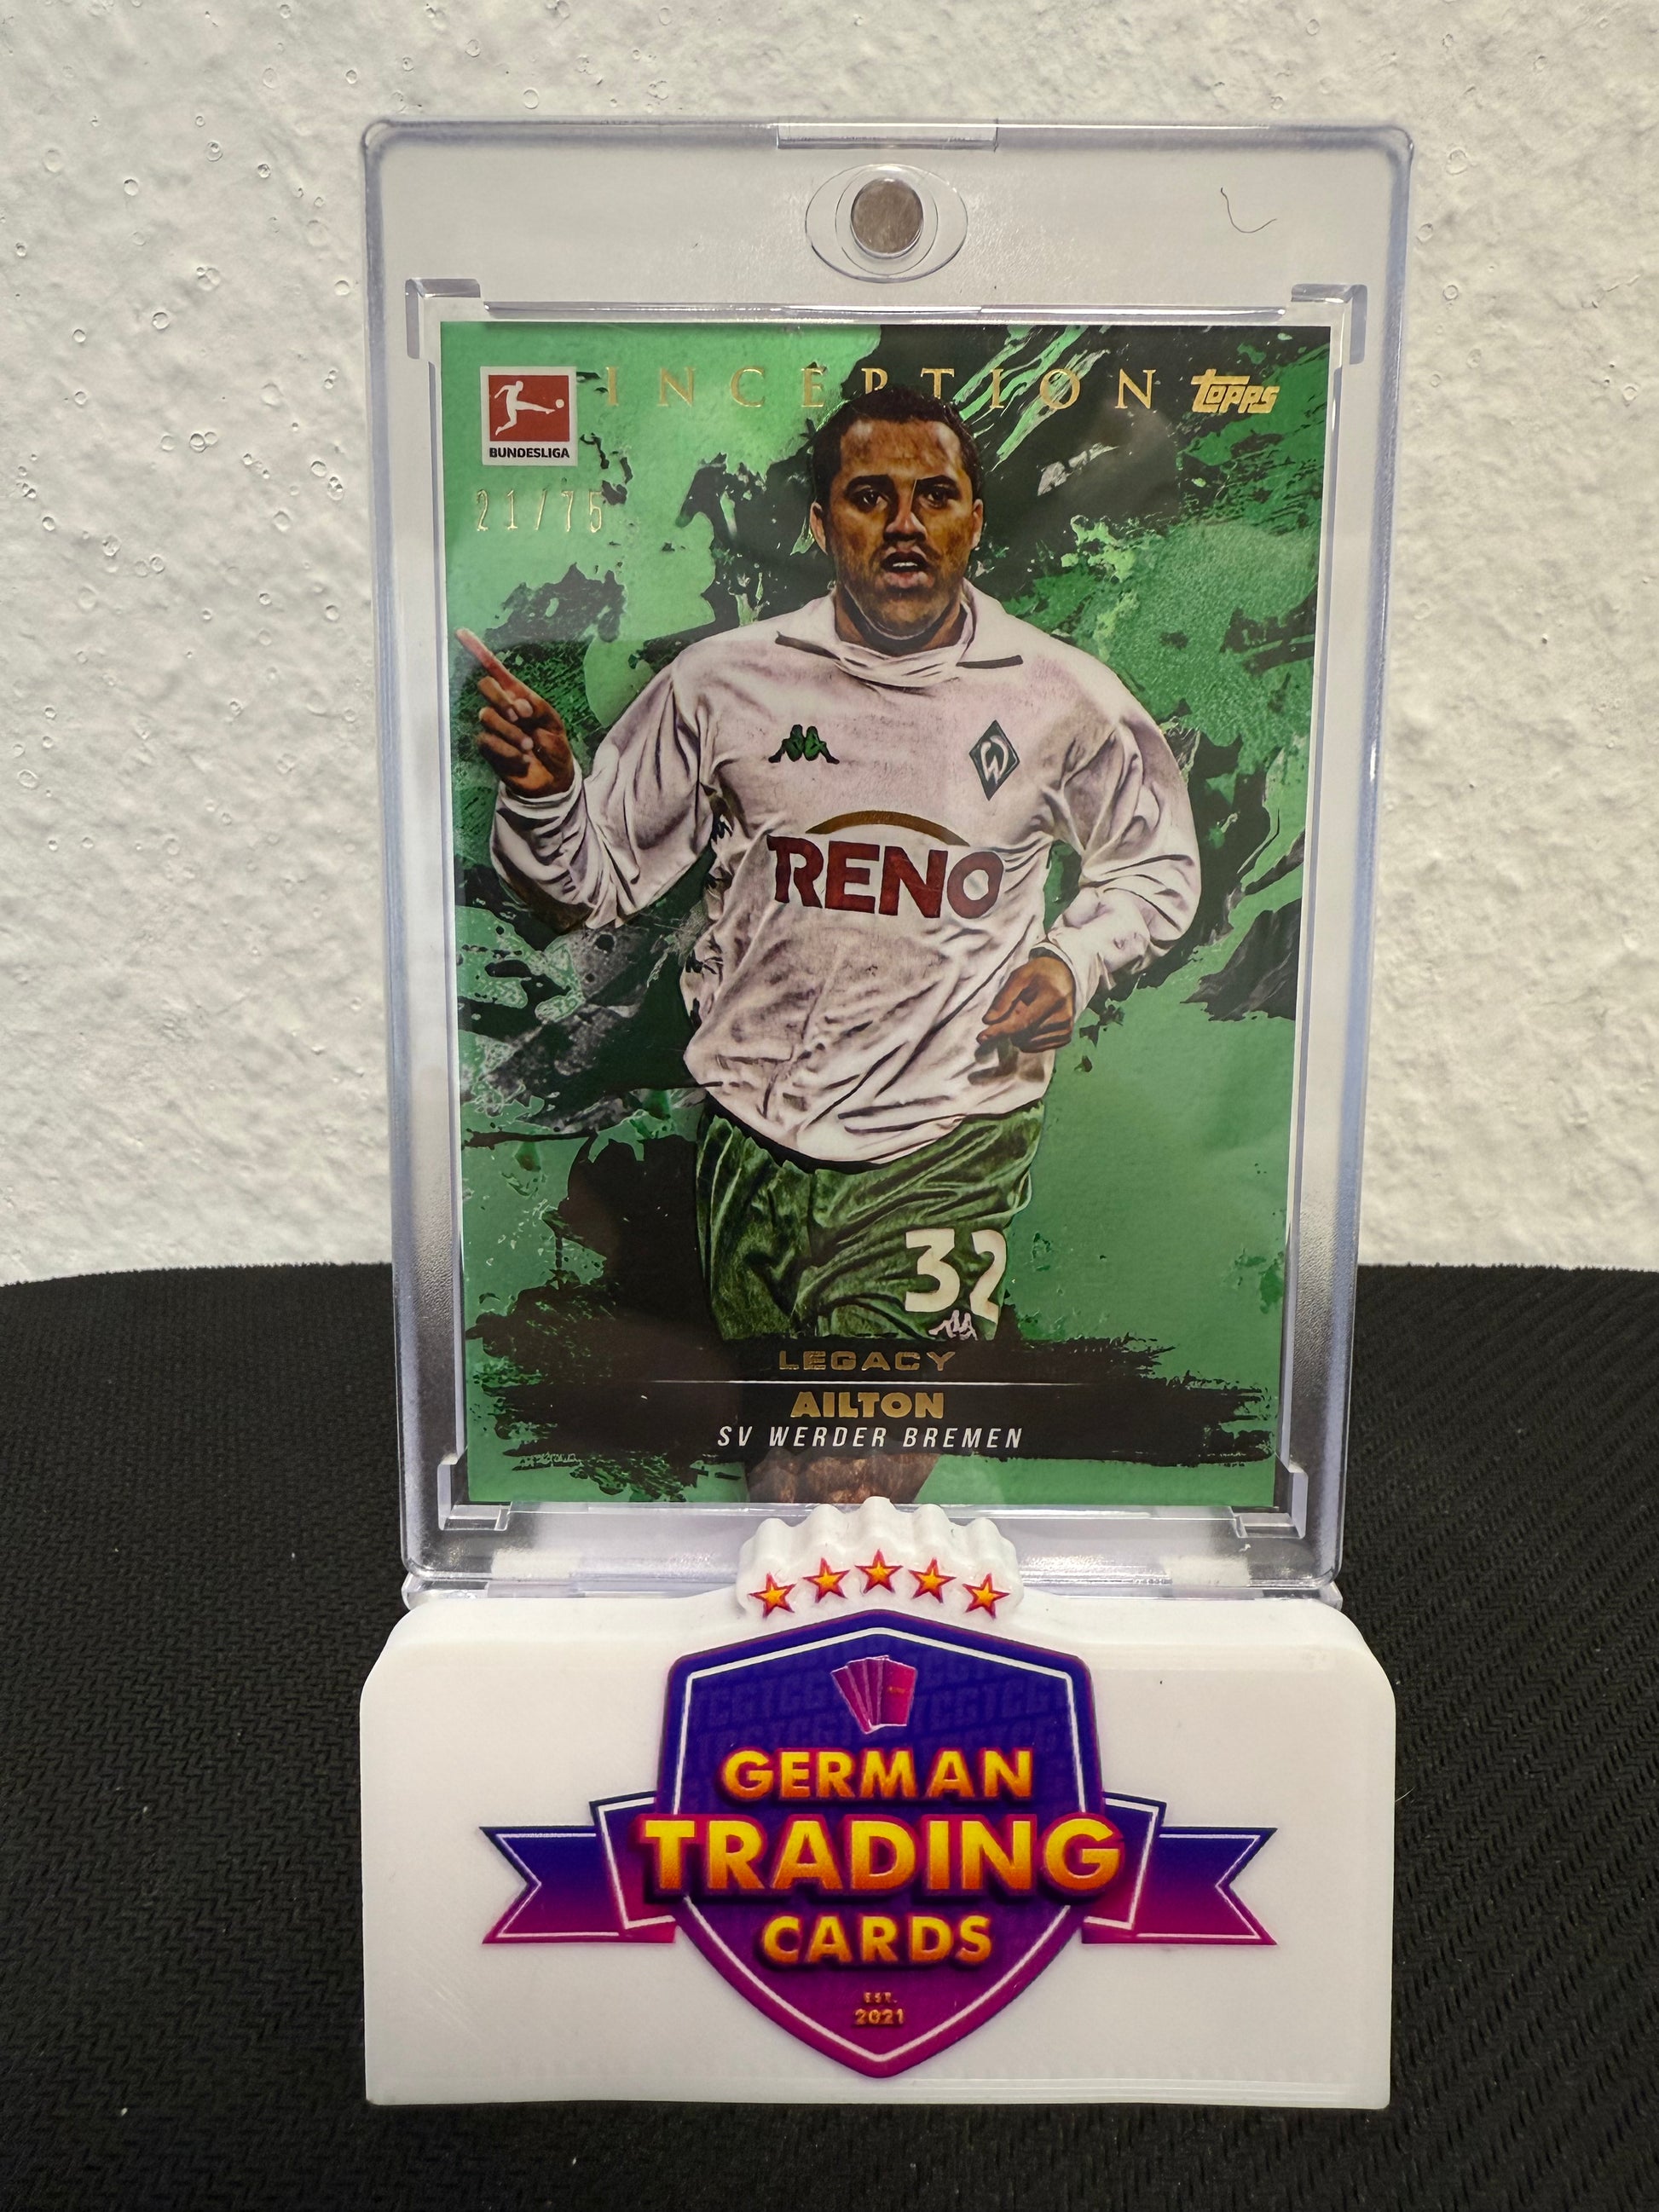 INCEPTION topps
BUNDESLIGA
21/75
W
RENO
32
LEGACY
AILTON
SV WERDER BREMEN
GERMAN
TRADING
CARDS
EST.
2021